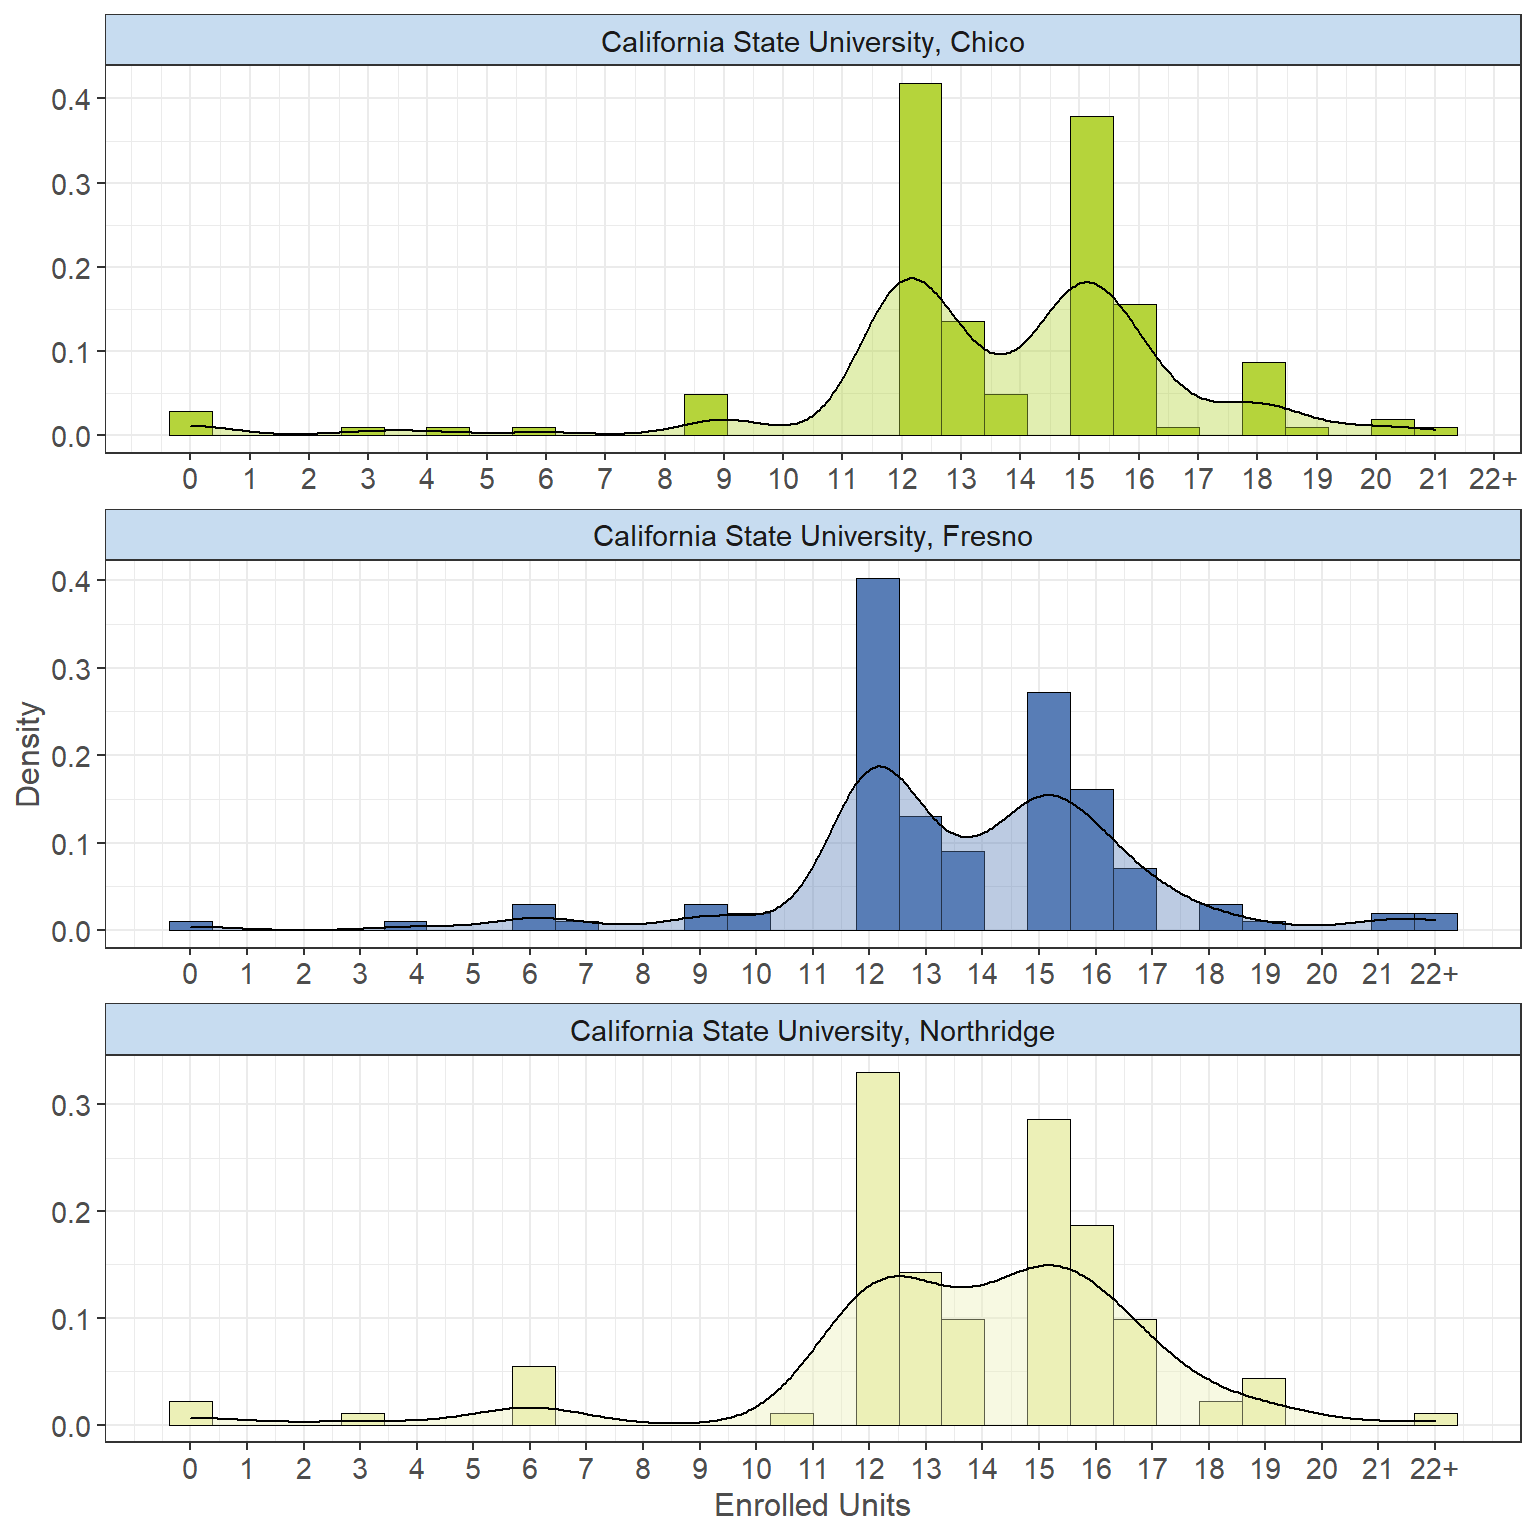 California State University, Chico
0.4
0.3
0.2
0.1
0.0
0 1 2 3 4 5 6 7 8 9 10 11 12 13 14 15 16 17 18 19 20 21 22+
California State University, Fresno
0.4
0.3
0.2
0.1
0.0
Density
0 1 2 3 4 5 6 7 8 9 10 11 12 13 14 15 16 17 18 19 20 21 22+
California State University, Northridge
0.3
0.2
0.1
0.0
0 1 2 3 4 5 6 7 8 9 10 11 12 13 14 15 16 17 18 19 20 21 22+
Enrolled Units